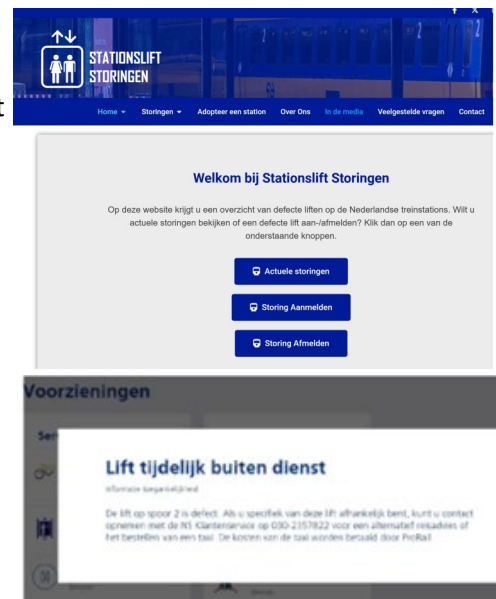 t
STATIONSLIFT
STORINGEN
Home Storingen Adopteer een station Over Ons In de media Veelgestelde vragen Contact
Welkom bij Stationslift Storingen
Op deze website krijgt u een overzicht van defecte liften op de Nederlandse treinstations. Wilt u
actuele storingen bekijken of een defecte lift aan-/afmelden? Klik dan op een van de
onderstaande knoppen.
Actuele storingen
Storing Aanmelden
Storing Afmelden
Voorzieningen
Ser
Lift tijdelijk buiten dienst
Informatie toegankelijkheid
De lift op spoor 2 is defect. Als u specifiek van deze lift afhankelijk bent, kunt u contact
opnemen met de NS Klantenservice op 030-2357822 voor een alternatief reisadvies of
het bestellen van een taxi. De kosten van de taxi worden betaald door ProRail.